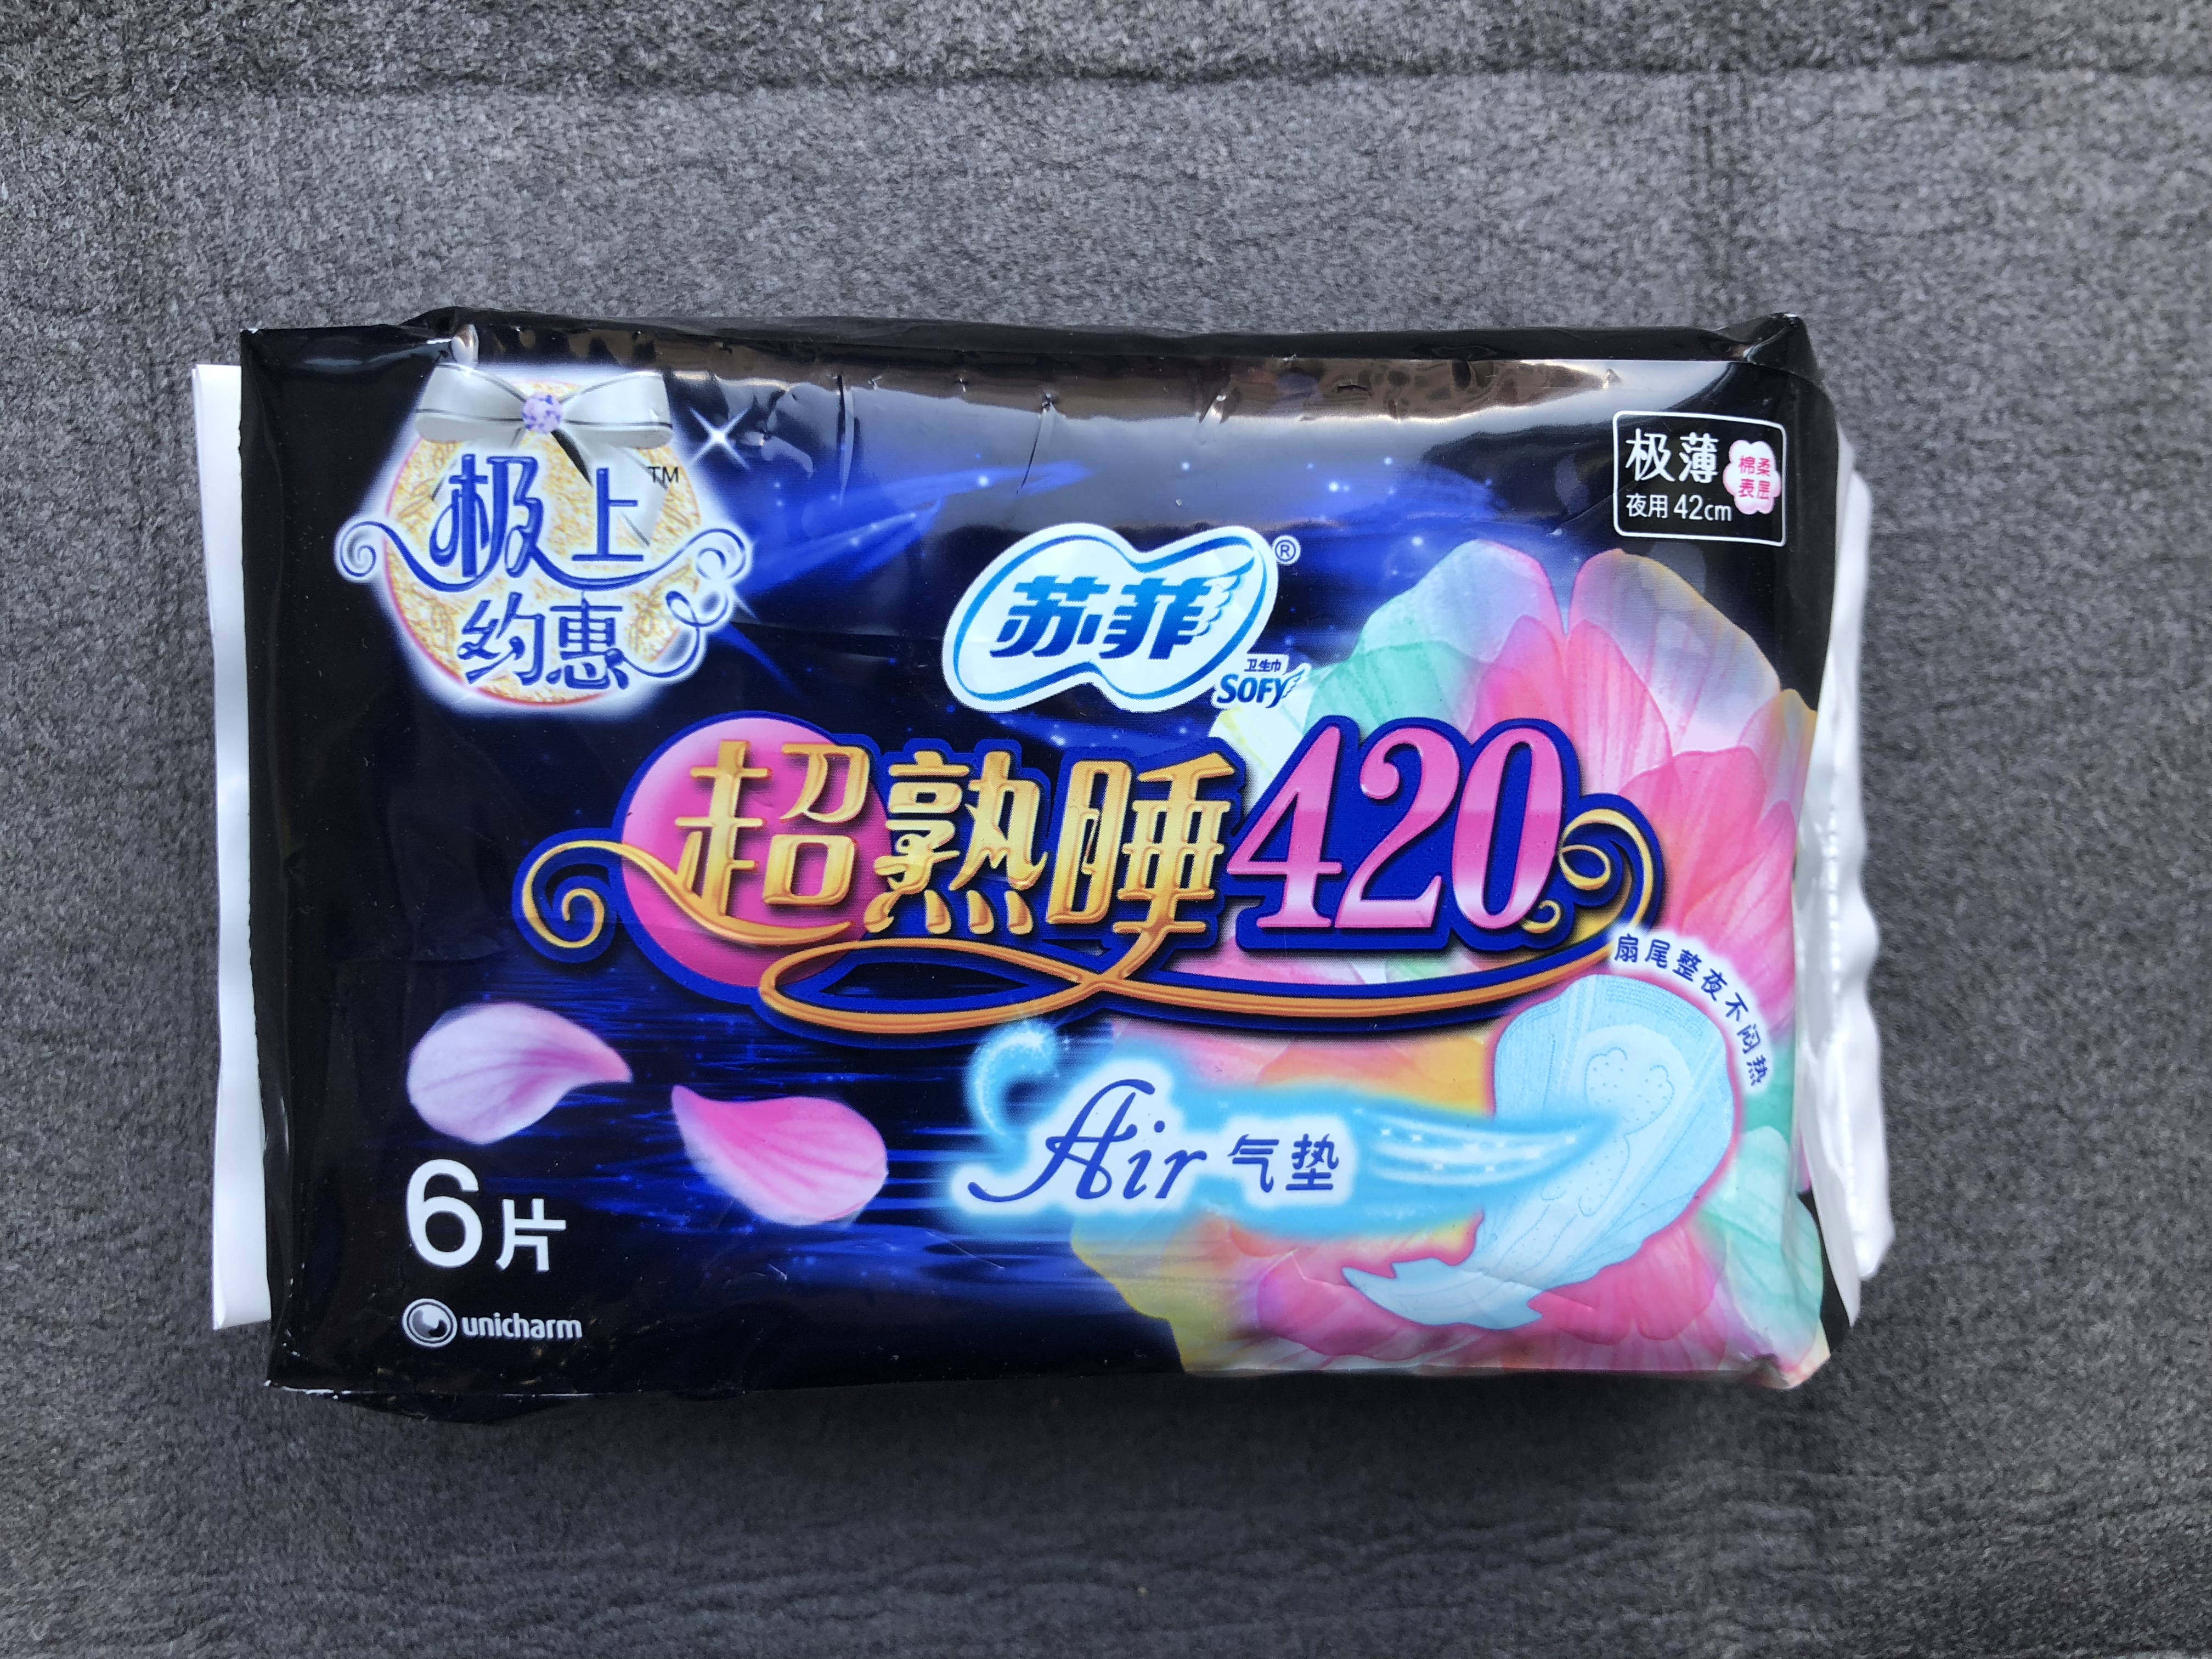 极上™
约惠
极薄
棉柔
表层
夜用 42cm
苏菲®
卫生巾
SOFY
超熟睡420
扇尾整夜不闷热
Air 气垫
6片
unicharm